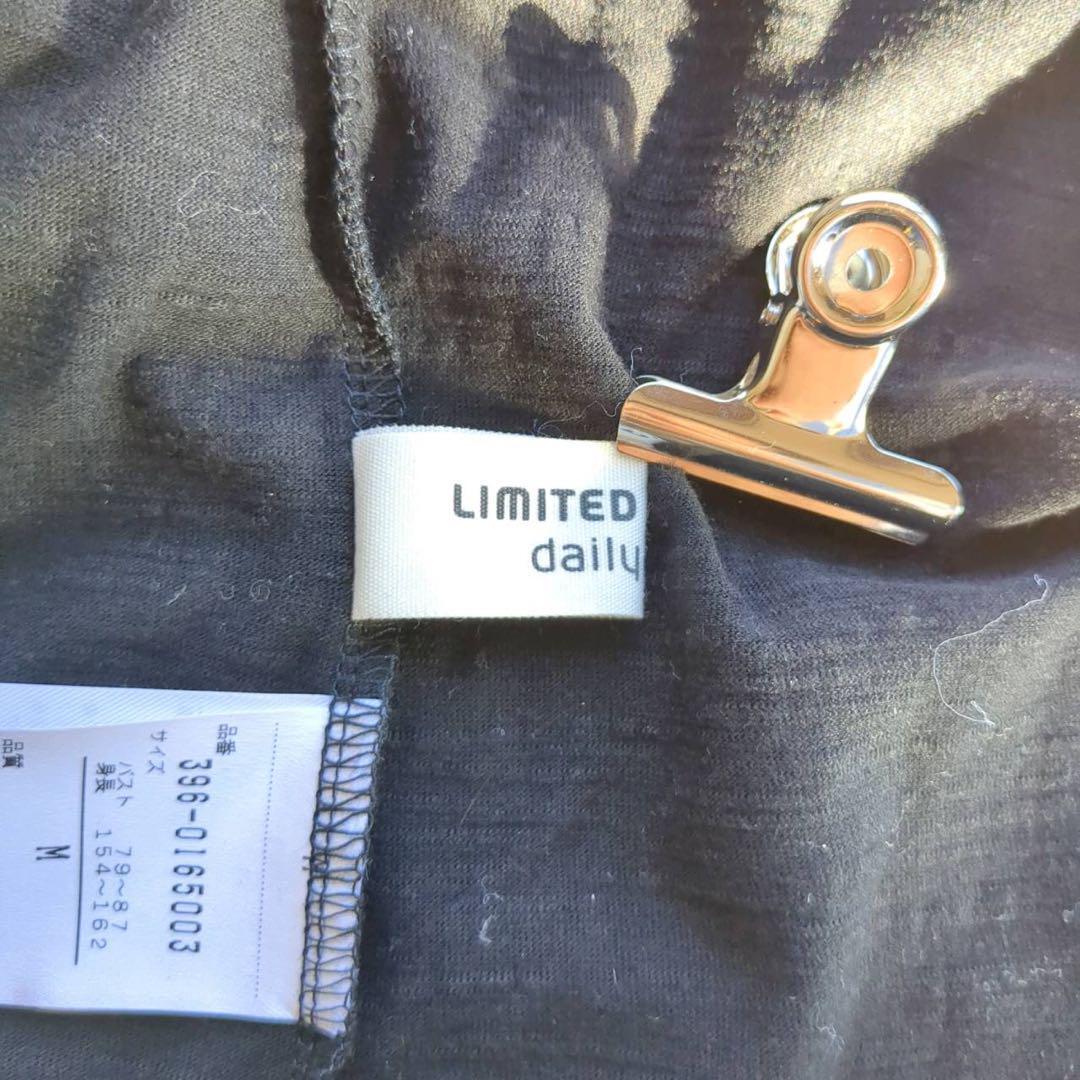 LIMITED
daily
品番
396-0165003
サイズ
バスト 79~87
身長 154~162
M
品質